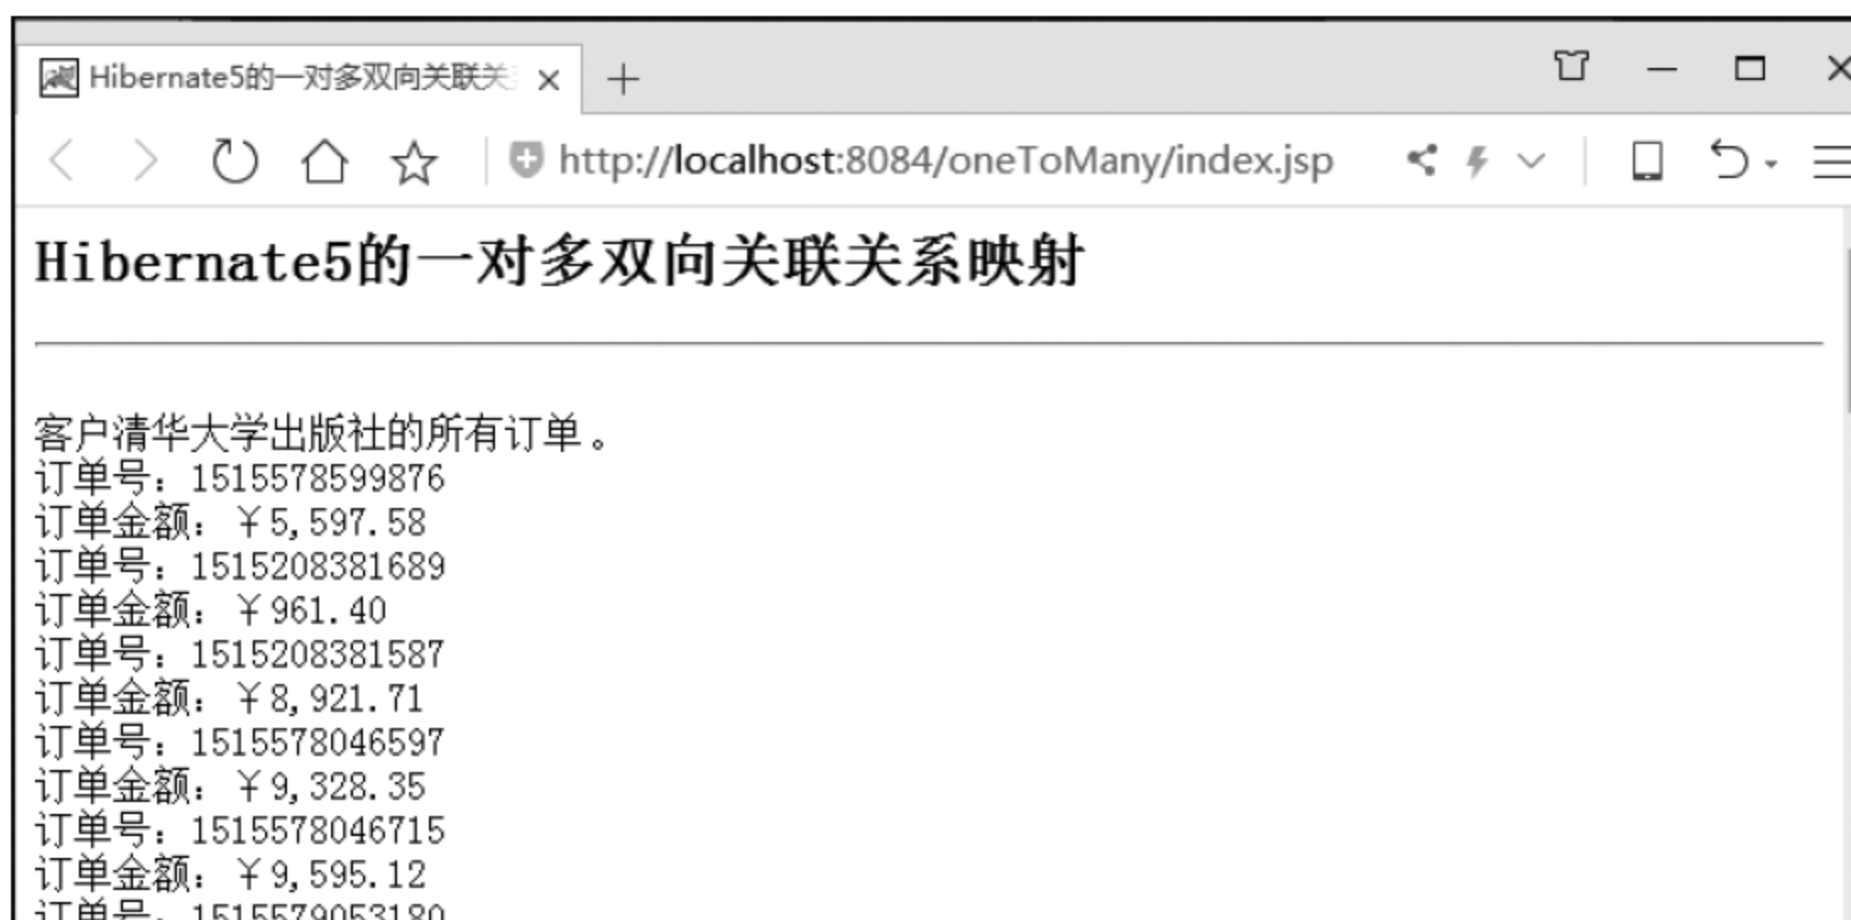 Hibernate5的一对多双向关联关
http://localhost:8084/oneToMany/index.jsp
Hibernate5的一对多双向关联关系映射
客户清华大学出版社的所有订单。
订单号：1515578599876
订单金额：￥5,597.58
订单号：1515208381689
订单金额：￥961.40
订单号：1515208381587
订单金额：￥8,921.71
订单号：1515578046597
订单金额：￥9,328.35
订单号：1515578046715
订单金额：￥9,595.12
订单号：1515579053180